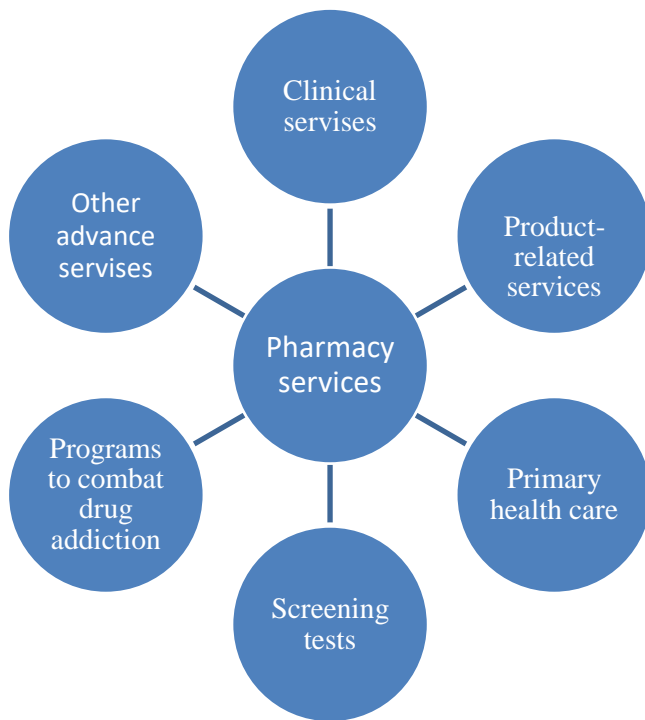 Clinical
servises
Other
advance
servises
Product-
related
services
Pharmacy
services
Programs
to combat
drug
addiction
Primary
health care
Screening
tests